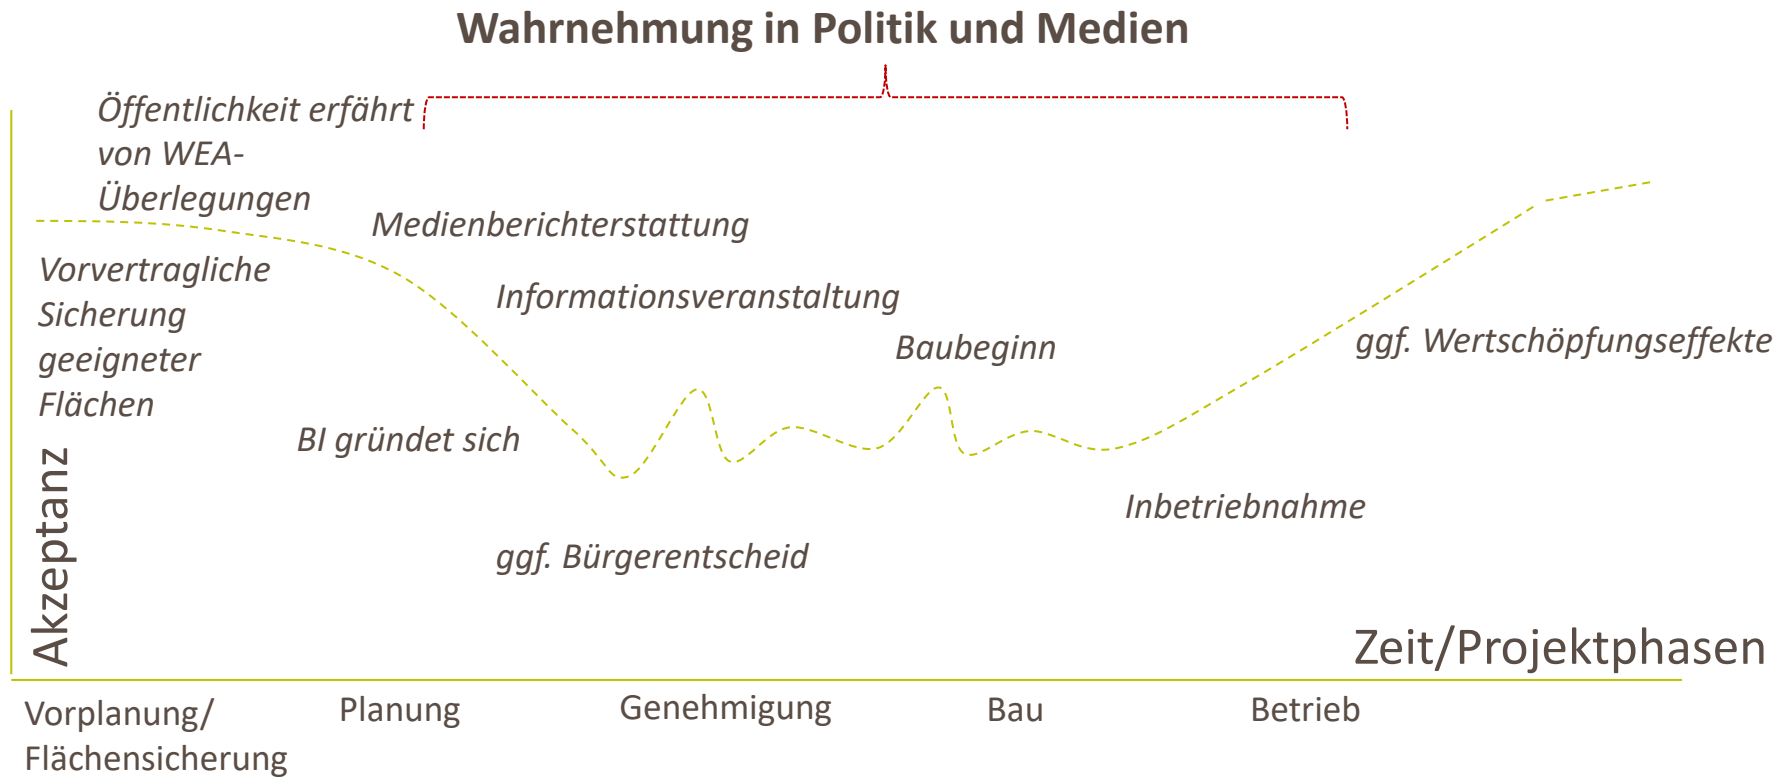 Wahrnehmung in Politik und Medien
Öffentlichkeit erfährt
von WEA-
Überlegungen
Medienberichterstattung
Vorvertragliche
Sicherung
geeigneter
Flächen
Informationsveranstaltung
Baubeginn
ggf. Wertschöpfungseffekte
BI gründet sich
Inbetriebnahme
ggf. Bürgerentscheid
Akzeptanz
Zeit/Projektphasen
Vorplanung/
Flächensicherung
Planung
Genehmigung
Bau
Betrieb